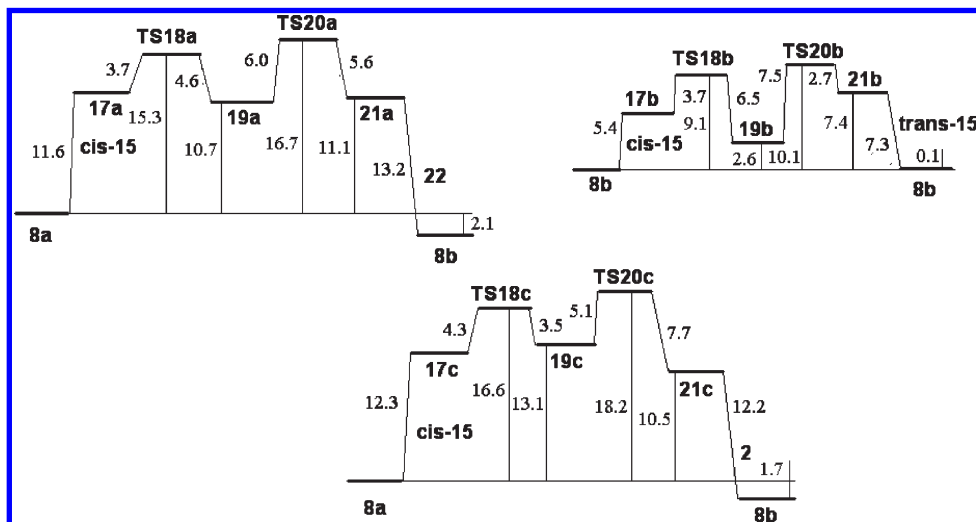 TS18a
TS20a
3.7
4.6
6.0
5.6
17a
15.3
19a
21a
cis-15
11.6
10.7
16.7
11.1
13.2
22
8a
2.1
8b
TS18b
TS20b
17b
3.7
6.5
7.5
2.7
21b
5.4
cis-15
9.1
19b
7.4
trans-15
2.6
10.1
7.3
0.1
8b
8b
TS18c
TS20c
4.3
3.5
5.1
7.7
17c
19c
12.3
16.6
13.1
18.2
10.5
21c
12.2
cis-15
2
1.7
8a
8b